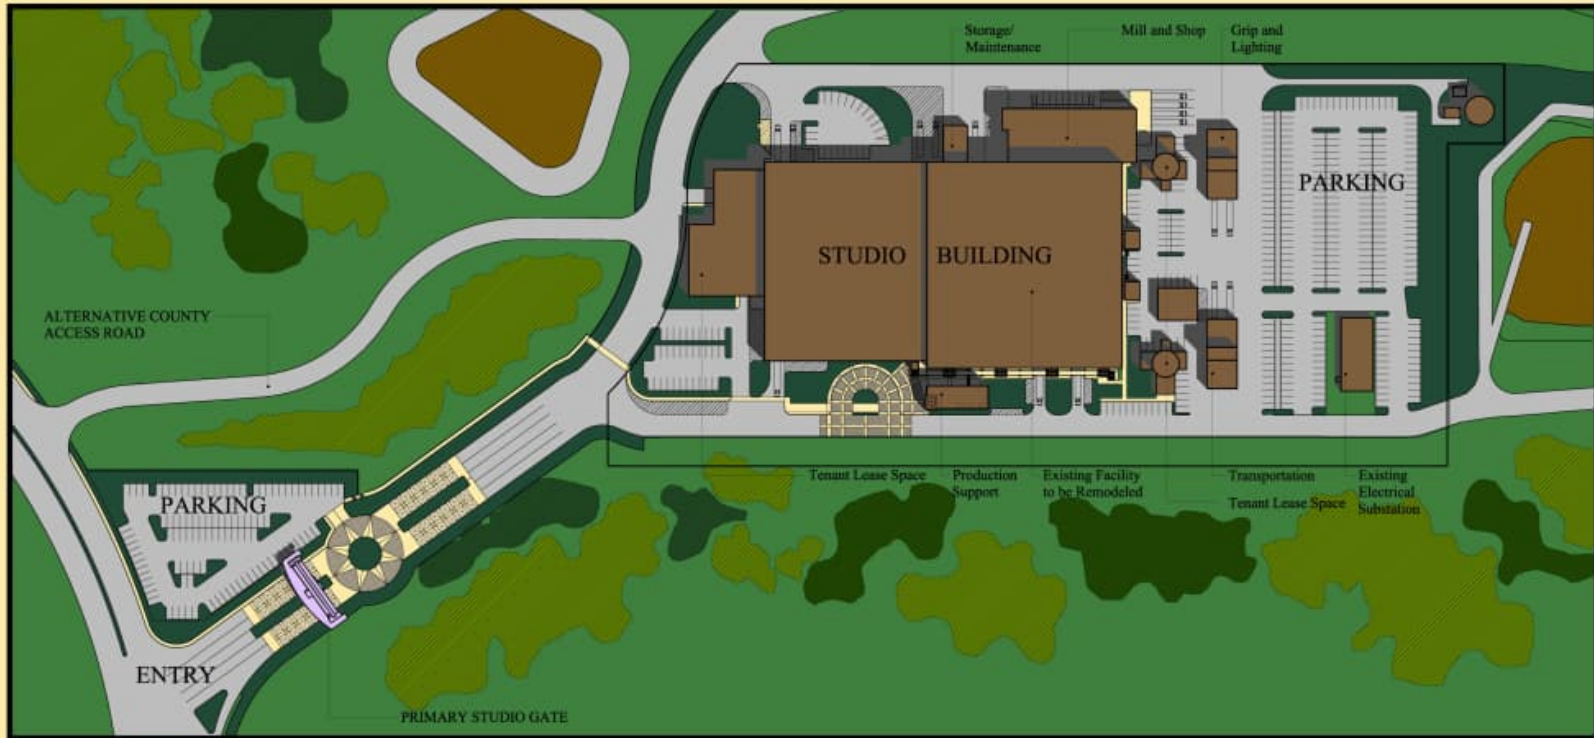 Storage/
Maintenance
Mill and Shop
Grip and
Lighting
PARKING
STUDIO BUILDING
ALTERNATIVE COUNTY
ACCESS ROAD
Tenant Lease Space
Production
Support
Existing Facility
to be Remodeled
Transportation
Tenant Lease Space
Existing
Electrical
Substation
PARKING
ENTRY
PRIMARY STUDIO GATE